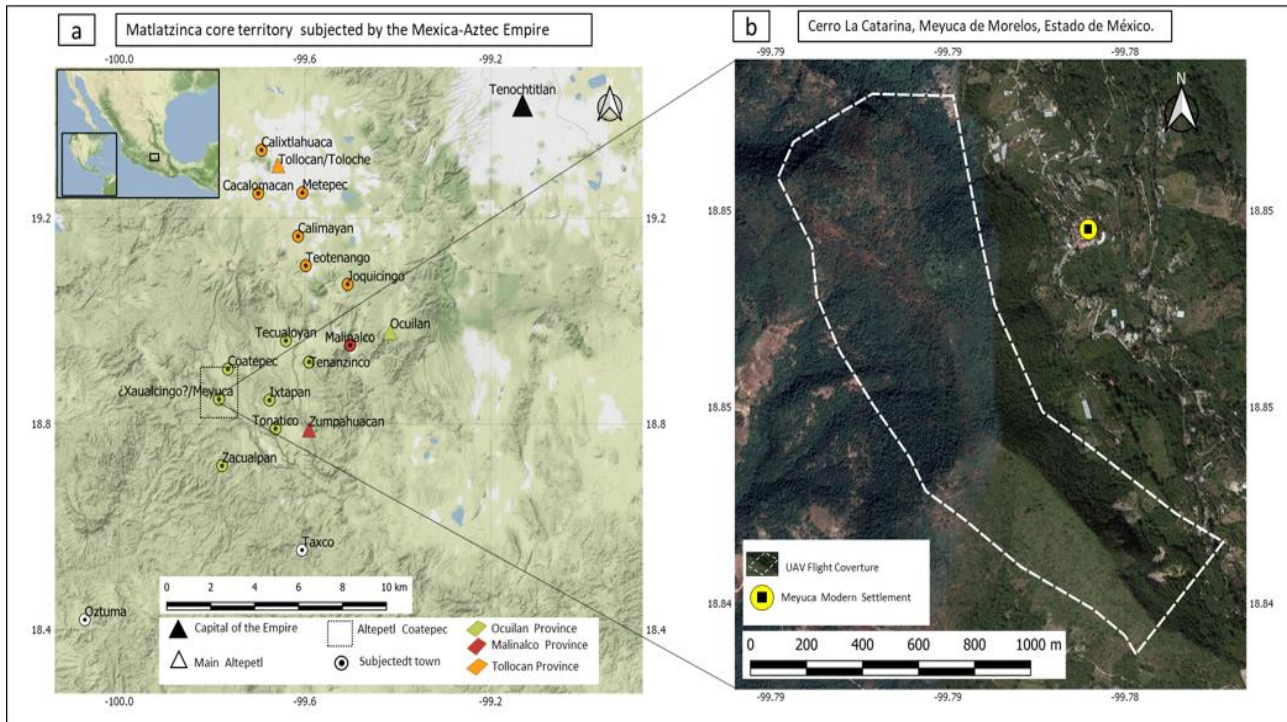 a
Matlatzinca core territory subjected by the Mexica-Aztec Empire
-100.0
-99.6
-99.2
Tenochtitlan
Calixtlahuaca
Tollocan/Toloche
Cacalomacan
Metepec
19.2
Calimayan
Teotenango
Joquicingo
Ocuilan
Tecualoyan
Malinalco
Coatepec
Tenanzinco
¿Xaualcingo?/Meyuca
Ixtapan
18.8
Tonatico
Zumpahuacan
Zacualpan
Taxco
Oztuma
18.4
18.4
0 2 4 6 8 10 km
Capital of the Empire
Main Altepetl
Altepetl Coatepec
Subjectedt town
Ocuilan Province
Malinalco Province
Tollocan Province
-100.0
-99.6
-99.2
b
Cerro La Catarina, Meyuca de Morelos, Estado de México.
-99.79
-99.79
-99.78
N
18.85
18.85
18.85
18.85
18.84
18.84
UAV Flight Coverture
Meyuca Modern Settlement
0 200 400 600 800 1000 m
-99.79
-99.79
-99.78